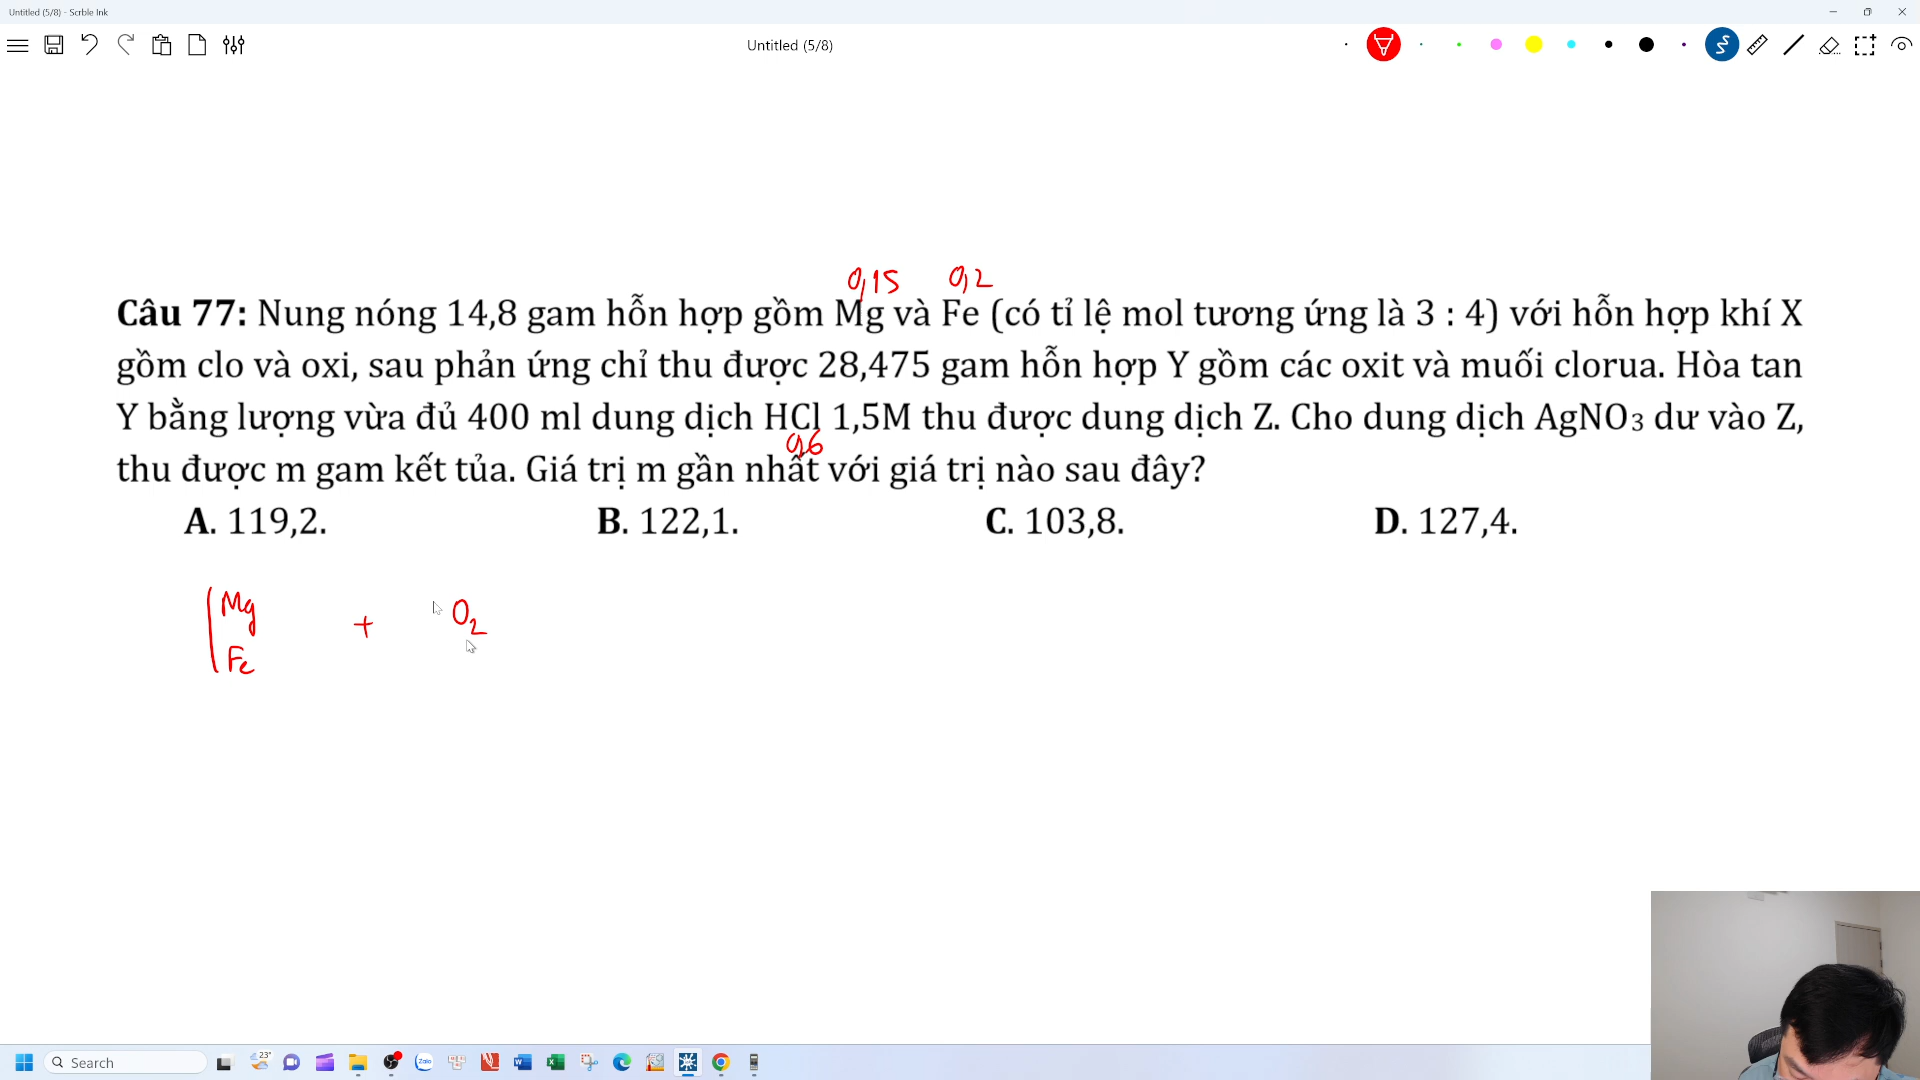 Untitled (5/8) - Scrble Ink
Untitled (5/8)
0,15 0,2
Câu 77: Nung nóng 14,8 gam hỗn hợp gồm Mg và Fe (có tỉ lệ mol tương ứng là 3 : 4) với hỗn hợp khí X
gồm clo và oxi, sau phản ứng chỉ thu được 28,475 gam hỗn hợp Y gồm các oxit và muối clorua. Hòa tan
Y bằng lượng vừa đủ 400 ml dung dịch HCl 1,5M thu được dung dịch Z. Cho dung dịch AgNO3 dư vào Z,
0,6
thu được m gam kết tủa. Giá trị m gần nhất với giá trị nào sau đây?
A. 119,2. B. 122,1. C. 103,8. D. 127,4.
Mg + O2
Fe
Search
23°
Zalo